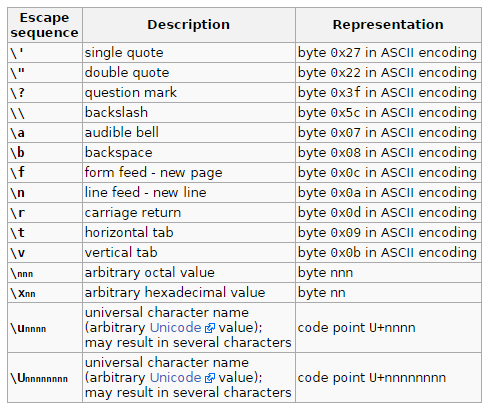 Escape sequence Description Representation
\' single quote byte 0x27 in ASCII encoding
\" double quote byte 0x22 in ASCII encoding
\? question mark byte 0x3f in ASCII encoding
\\ backslash byte 0x5c in ASCII encoding
\a audible bell byte 0x07 in ASCII encoding
\b backspace byte 0x08 in ASCII encoding
\f form feed - new page byte 0x0c in ASCII encoding
\n line feed - new line byte 0x0a in ASCII encoding
\r carriage return byte 0x0d in ASCII encoding
\t horizontal tab byte 0x09 in ASCII encoding
\v vertical tab byte 0x0b in ASCII encoding
\nnn arbitrary octal value byte nnn
\xnn arbitrary hexadecimal value byte nn
universal character name
\unnnn (arbitrary Unicode value); code point U+nnnn
may result in several characters
universal character name
\Unnnnnnnn (arbitrary Unicode value); code point U+nnnnnnnn
may result in several characters